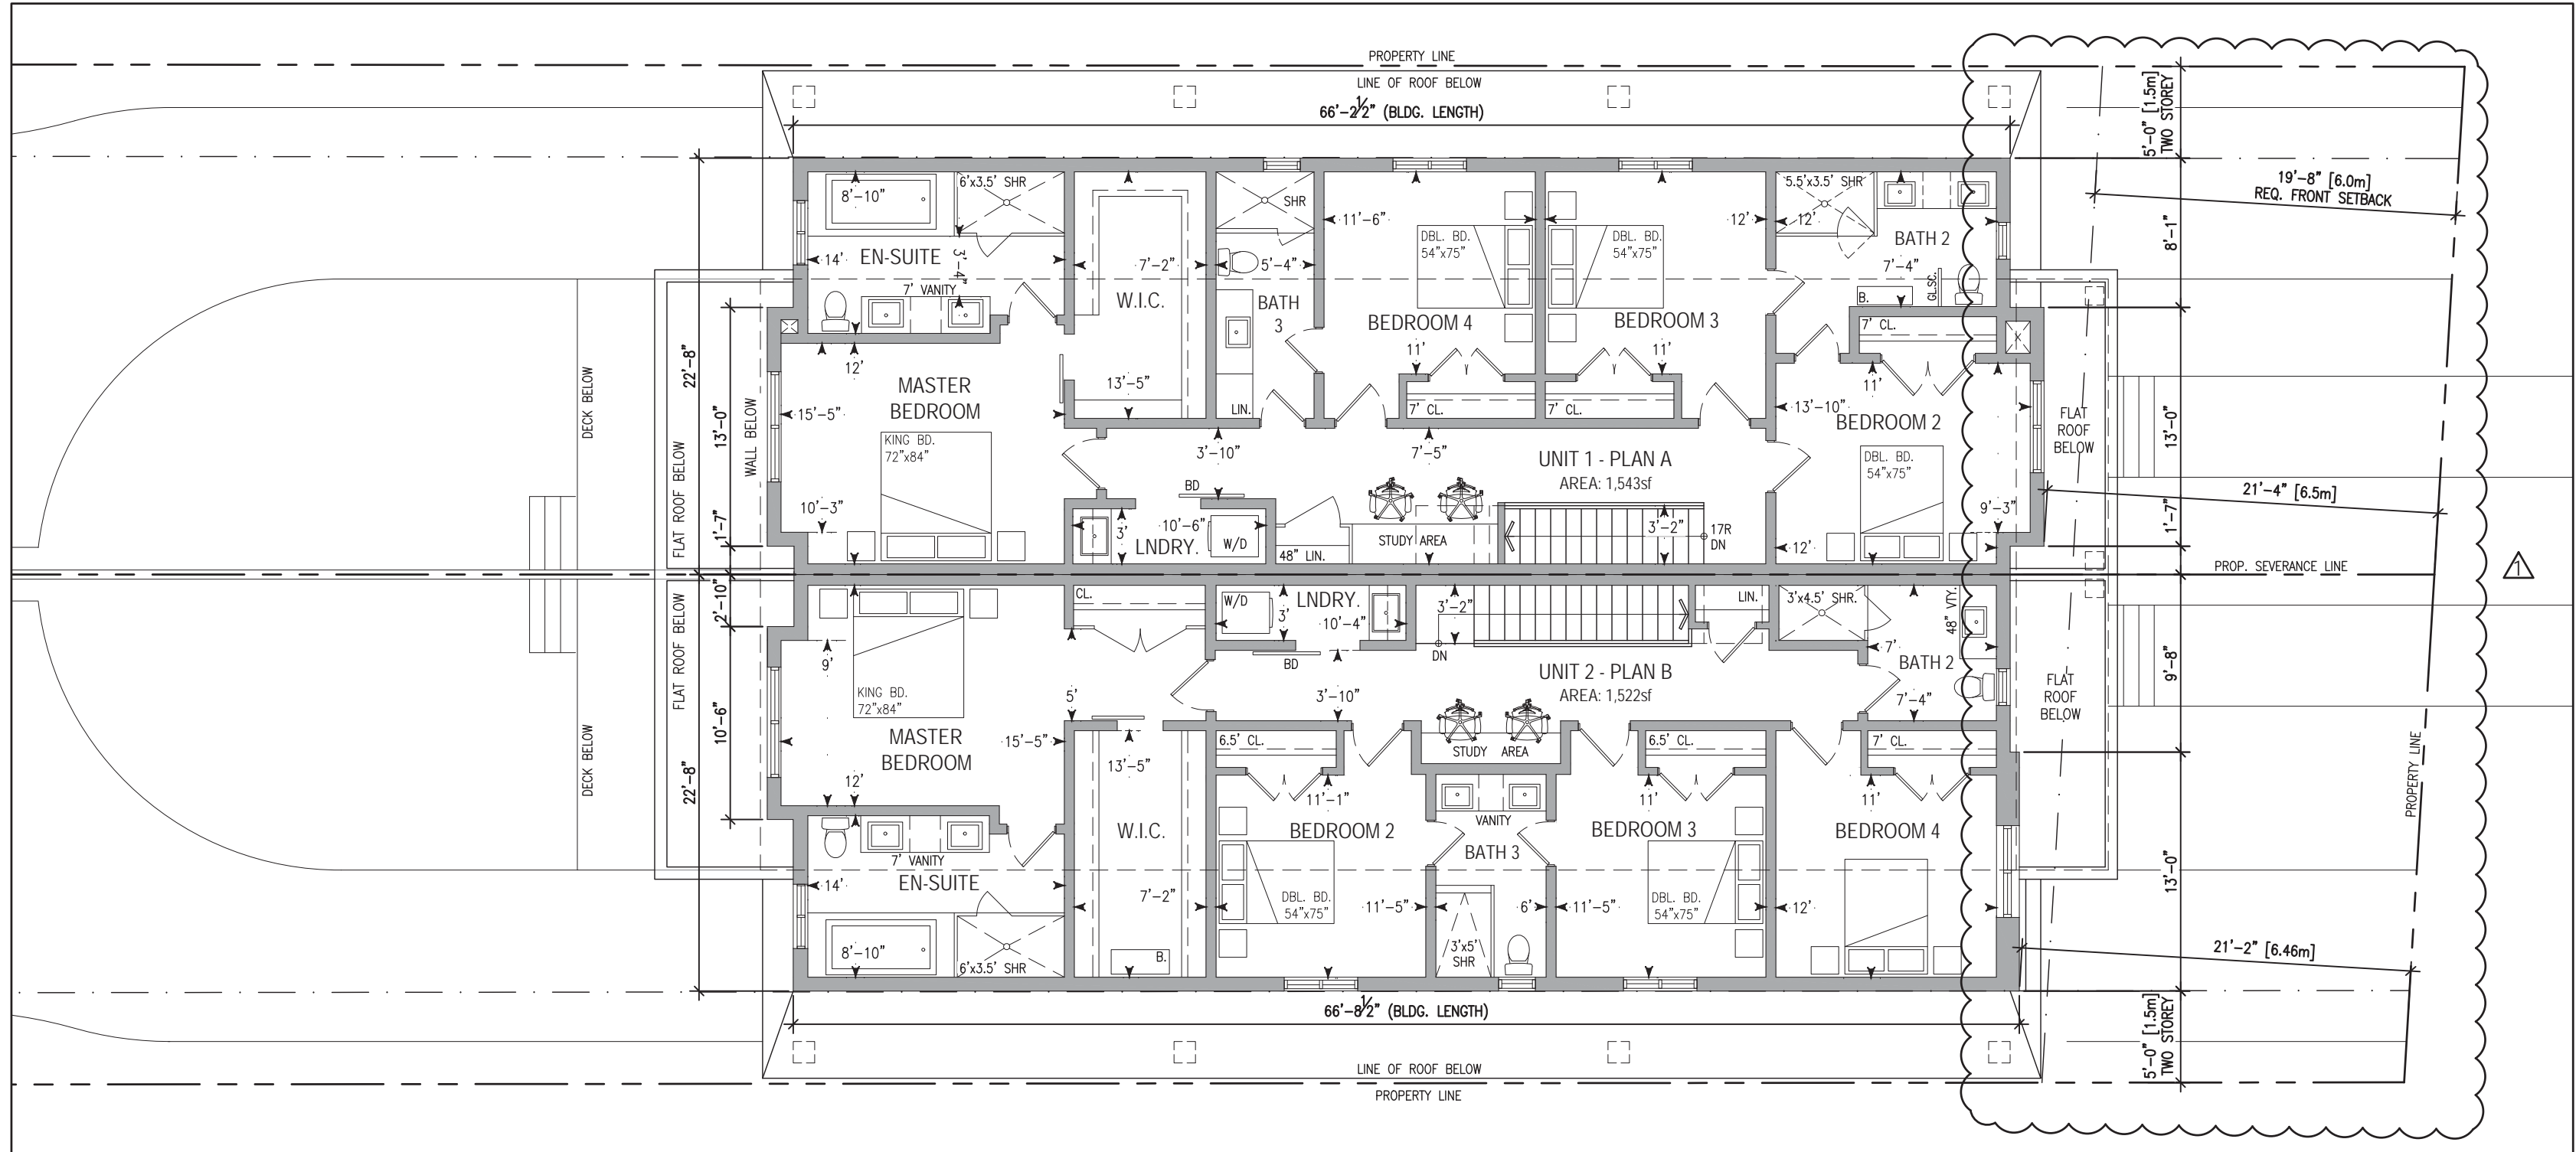 PROPERTY LINE
LINE OF ROOF BELOW
66'-2 1/2" (BLDG. LENGTH)
5'-0" [1.5m]
TWO STOREY
19'-8" [6.0m]
REQ. FRONT SETBACK
8'-1"
8'-10"
6'x3.5' SHR
14'
EN-SUITE
3'-4"
7' VANITY
12'
7'-2"
W.I.C.
13'-5"
SHR
5'-4"
BATH
3
LIN.
11'-6"
DBL. BD.
54"x75"
BEDROOM 4
11'
7' CL.
DBL. BD.
54"x75"
12'
BEDROOM 3
11'
7' CL.
5.5'x3.5' SHR
12'
BATH 2
7'-4"
GL.SC.
B.
7' CL.
11'
13'-10"
BEDROOM 2
DBL. BD.
54"x75"
9'-3"
12'
FLAT
ROOF
BELOW
13'-0"
21'-4" [6.5m]
1'-7"
22'-8"
13'-0"
1'-7"
DECK BELOW
FLAT ROOF BELOW
WALL BELOW
MASTER
BEDROOM
15'-5"
KING BD.
72"x84"
10'-3"
3'-10"
7'-5"
UNIT 1 - PLAN A
AREA: 1,543sf
BD
3'
10'-6"
LNDRY.
W/D
48" LIN.
STUDY AREA
3'-2"
17R
DN
PROP. SEVERANCE LINE
1
2'-10"
FLAT ROOF BELOW
10'-6"
22'-8"
DECK BELOW
9'
KING BD.
72"x84"
MASTER
BEDROOM
15'-5"
12'
CL.
5'
W/D
LNDRY.
3'
10'-4"
BD
3'-2"
DN
3'-10"
UNIT 2 - PLAN B
AREA: 1,522sf
LIN.
3'x4.5' SHR.
48" VTY.
7'
BATH 2
7'-4"
FLAT
ROOF
BELOW
9'-8"
PROPERTY LINE
13'-5"
W.I.C.
7'-2"
B.
7' VANITY
14'
EN-SUITE
8'-10"
6'x3.5' SHR
6.5' CL.
11'-1"
BEDROOM 2
DBL. BD.
54"x75"
11'-5"
STUDY AREA
VANITY
BATH 3
6'
3'x5'
SHR
6.5' CL.
11'
BEDROOM 3
11'-5"
DBL. BD.
54"x75"
7' CL.
11'
BEDROOM 4
12'
13'-0"
21'-2" [6.46m]
66'-8 1/2" (BLDG. LENGTH)
5'-0" [1.5m]
TWO STOREY
LINE OF ROOF BELOW
PROPERTY LINE